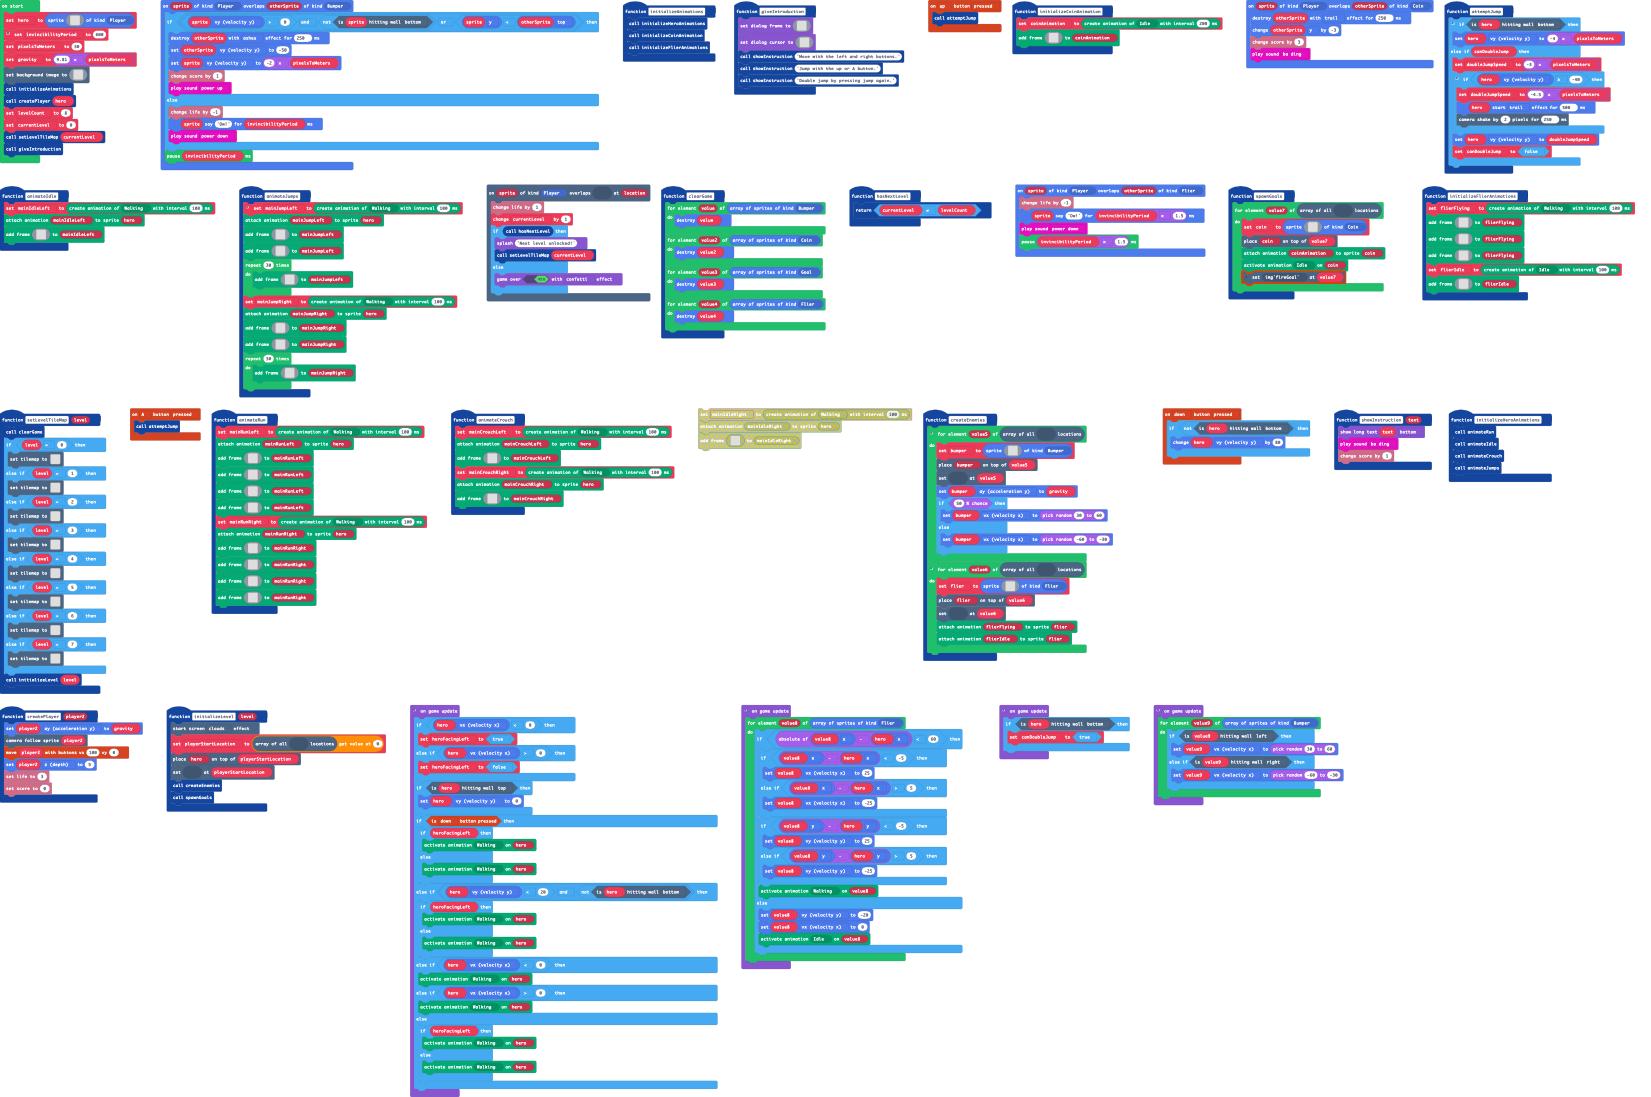 on start
set hero to sprite of kind Player
set invincibilityPeriod to 600
set pixelsToMeters to 30
set gravity to 9.81 × pixelsToMeters
set background image to
call initializeAnimations
call createPlayer hero
set levelCount to 8
set currentLevel to 0
call setLevelTileMap currentLevel
call giveIntroduction
on sprite of kind Player overlaps otherSprite of kind Bumper
if sprite vy (velocity y) > 0 and not is sprite hitting wall bottom or sprite y < otherSprite top then
destroy otherSprite with ashes effect for 250 ms
set otherSprite vy (velocity y) to -50
set sprite vy (velocity y) to -2 × pixelsToMeters
change score by 1
play sound power up
else
change life by -1
sprite say "Ow!" for invincibilityPeriod ms
play sound power down
pause invincibilityPeriod ms
function initializeAnimations
call initializeHeroAnimations
call initializeCoinAnimation
call initializeFlierAnimations
function giveIntroduction
set dialog frame to
set dialog cursor to
call showInstruction "Move with the left and right buttons."
call showInstruction "Jump with the up or A button."
call showInstruction "Double jump by pressing jump again."
on up button pressed
call attemptJump
function initializeCoinAnimation
set coinAnimation to create animation of Idle with interval 200 ms
add frame to coinAnimation
on sprite of kind Player overlaps otherSprite of kind Coin
destroy otherSprite with trail effect for 250 ms
change otherSprite y by -3
change score by 3
play sound ba ding
function attemptJump
if is hero hitting wall bottom then
set hero vy (velocity y) to -4 × pixelsToMeters
else if canDoubleJump then
set doubleJumpSpeed to -3 × pixelsToMeters
if hero vy (velocity y) ≥ -40 then
set doubleJumpSpeed to -4.5 × pixelsToMeters
hero start trail effect for 500 ms
camera shake by 2 pixels for 250 ms
set hero vy (velocity y) to doubleJumpSpeed
set canDoubleJump to false
function animateIdle
set mainIdleLeft to create animation of Walking with interval 100 ms
attach animation mainIdleLeft to sprite hero
add frame to mainIdleLeft
function animateJumps
set mainJumpLeft to create animation of Walking with interval 100 ms
attach animation mainJumpLeft to sprite hero
add frame to mainJumpLeft
add frame to mainJumpLeft
repeat 30 times
do
add frame to mainJumpLeft
set mainJumpRight to create animation of Walking with interval 100 ms
attach animation mainJumpRight to sprite hero
add frame to mainJumpRight
add frame to mainJumpRight
repeat 30 times
do
add frame to mainJumpRight
on sprite of kind Player overlaps at location
change life by 1
change currentLevel by 1
if call hasNextLevel then
splash "Next level unlocked!"
call setLevelTileMap currentLevel
else
game over WIN with confetti effect
function clearGame
for element value of array of sprites of kind Bumper
do
destroy value
for element value2 of array of sprites of kind Coin
do
destroy value2
for element value3 of array of sprites of kind Goal
do
destroy value3
for element value4 of array of sprites of kind Flier
do
destroy value4
function hasNextLevel
return currentLevel ≠ levelCount
on sprite of kind Player overlaps otherSprite of kind Flier
change life by -1
sprite say "Ow!" for invincibilityPeriod × 1.5 ms
play sound power down
pause invincibilityPeriod × 1.5 ms
function spawnGoals
for element value7 of array of all locations
do
set coin to sprite of kind Coin
place coin on top of value7
attach animation coinAnimation to sprite coin
activate animation Idle on coin
at value7
function initializeFlierAnimations
set flierFlying to create animation of Walking with interval 100 ms
add frame to flierFlying
add frame to flierFlying
add frame to flierFlying
set flierIdle to create animation of Idle with interval 100 ms
add frame to flierIdle
function setLevelTileMap level
call clearGame
if level = 0 then
set tilemap to
else if level = 1 then
set tilemap to
else if level = 2 then
set tilemap to
else if level = 3 then
set tilemap to
else if level = 4 then
set tilemap to
else if level = 5 then
set tilemap to
else if level = 6 then
set tilemap to
else if level = 7 then
set tilemap to
call initializeLevel level
on A button pressed
call attemptJump
function animateRun
set mainRunLeft to create animation of Walking with interval 100 ms
attach animation mainRunLeft to sprite hero
add frame to mainRunLeft
add frame to mainRunLeft
add frame to mainRunLeft
add frame to mainRunLeft
set mainRunRight to create animation of Walking with interval 100 ms
attach animation mainRunRight to sprite hero
add frame to mainRunRight
add frame to mainRunRight
add frame to mainRunRight
add frame to mainRunRight
function animateCrouch
set mainCrouchLeft to create animation of Walking with interval 100 ms
attach animation mainCrouchLeft to sprite hero
add frame to mainCrouchLeft
set mainCrouchRight to create animation of Walking with interval 100 ms
attach animation mainCrouchRight to sprite hero
add frame to mainCrouchRight
set mainIdleRight to create animation of Walking with interval 100 ms
attach animation mainIdleRight to sprite hero
add frame to mainIdleRight
function createEnemies
for element value5 of array of all locations
do
set bumper to sprite of kind Bumper
place bumper on top of value5
set at value5
set bumper ay (acceleration y) to gravity
if 50 % chance then
set bumper vx (velocity x) to pick random 30 to 60
else
set bumper vx (velocity x) to pick random -60 to -30
for element value6 of array of all locations
do
set flier to sprite of kind Flier
place flier on top of value6
set at value6
attach animation flierFlying to sprite flier
attach animation flierIdle to sprite flier
on down button pressed
if not is hero hitting wall bottom then
change hero vy (velocity y) by 80
function showInstruction text
show long text text bottom
play sound ba ding
change score by 1
function initializeHeroAnimations
call animateRun
call animateIdle
call animateCrouch
call animateJumps
function createPlayer player2
set player2 ay (acceleration y) to gravity
camera follow sprite player2
move player2 with buttons vx 100 vy 0
set player2 z (depth) to 5
set life to 3
set score to 0
function initializeLevel level
start screen clouds effect
set playerStartLocation to array of all locations get value at 0
place hero on top of playerStartLocation
set at playerStartLocation
call createEnemies
call spawnGoals
on game update
if hero vx (velocity x) < 0 then
set heroFacingLeft to true
else if hero vx (velocity x) > 0 then
set heroFacingLeft to false
if is hero hitting wall top then
set hero vy (velocity y) to 0
if is down button pressed then
if heroFacingLeft then
activate animation Walking on hero
else
activate animation Walking on hero
else if hero vy (velocity y) < 20 and not is hero hitting wall bottom then
if heroFacingLeft then
activate animation Walking on hero
else
activate animation Walking on hero
else if hero vx (velocity x) < 0 then
activate animation Walking on hero
else if hero vx (velocity x) > 0 then
activate animation Walking on hero
else
if heroFacingLeft then
activate animation Walking on hero
else
activate animation Walking on hero
on game update
for element value8 of array of sprites of kind Flier
do
if absolute of value8 x - hero x < 60 then
if value8 x - hero x < -5 then
set value8 vx (velocity x) to 25
else if value8 x - hero x > 5 then
set value8 vx (velocity x) to -25
if value8 y - hero y < -5 then
set value8 vy (velocity y) to 25
else if value8 y - hero y > 5 then
set value8 vy (velocity y) to -25
activate animation Walking on value8
else
set value8 vy (velocity y) to -20
set value8 vx (velocity x) to 0
activate animation Idle on value8
on game update
if is hero hitting wall bottom then
set canDoubleJump to true
on game update
for element value9 of array of sprites of kind Bumper
do
if is value9 hitting wall left then
set value9 vx (velocity x) to pick random 30 to 60
else if is value9 hitting wall right then
set value9 vx (velocity x) to pick random -60 to -30